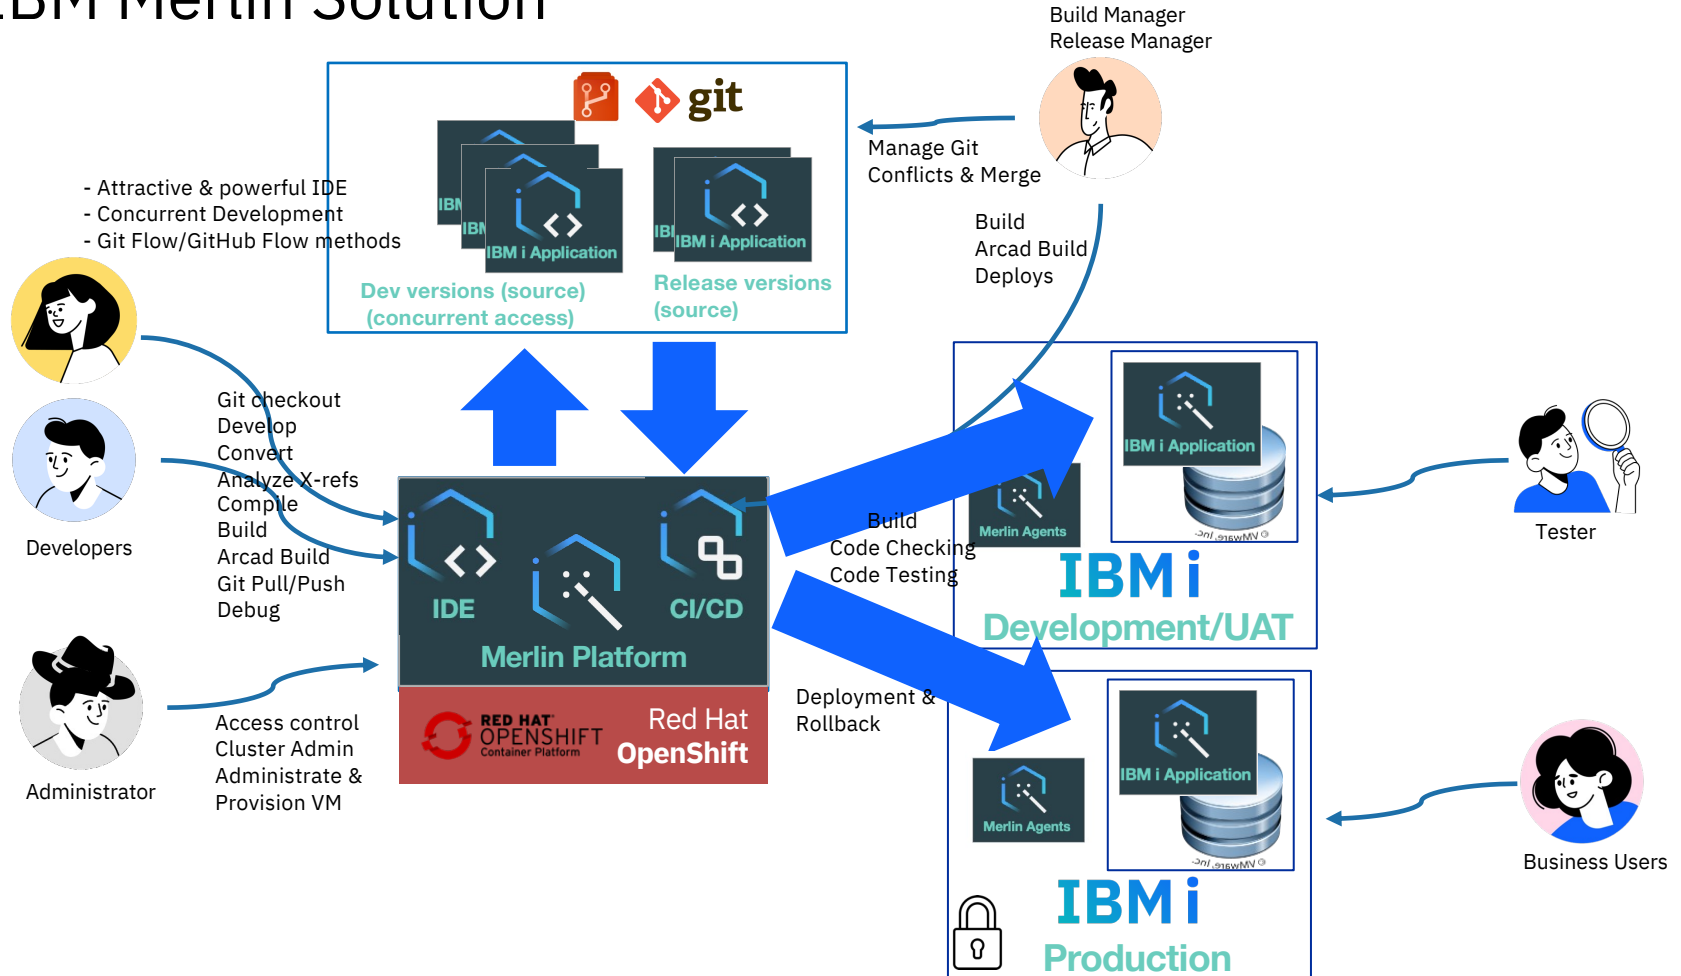 IBM Merlin Solution
Build Manager
Release Manager
git
Manage Git
Conflicts & Merge
- Attractive & powerful IDE
- Concurrent Development
- Git Flow/GitHub Flow methods
IBM i Application
IBM i Application
Dev versions (source)
(concurrent access)
Release versions
(source)
Build
Arcad Build
Deploys
Git checkout
Develop
Convert
Analyze X-refs
Compile
Build
Arcad Build
Git Pull/Push
Debug
Developers
IDE
CI/CD
Merlin Platform
RED HAT
OPENSHIFT
Container Platform
Red Hat
OpenShift
Build
Code Checking
Code Testing
IBM i Application
Merlin Agents
© VMware, Inc.
IBM i
Development/UAT
Tester
Administrator
Access control
Cluster Admin
Administrate &
Provision VM
Deployment &
Rollback
IBM i Application
Merlin Agents
© VMware, Inc.
IBM i
Production
Business Users